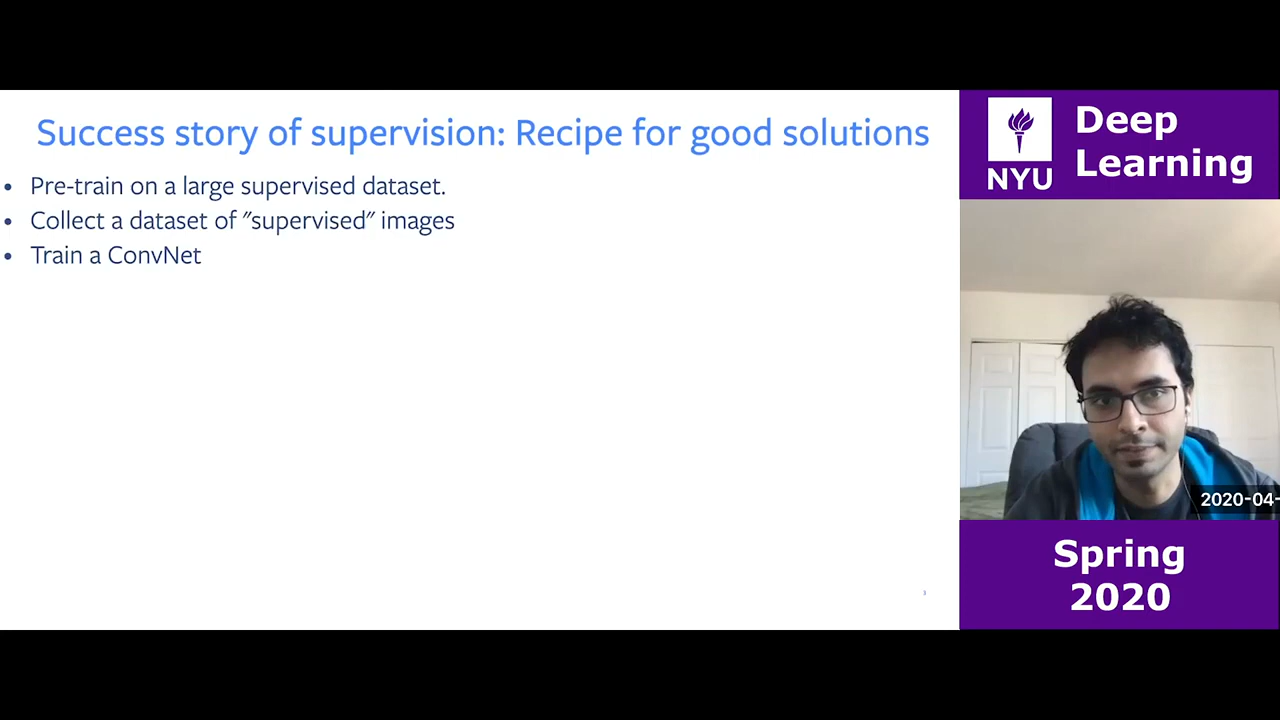 Success story of supervision: Recipe for good solutions
• Pre-train on a large supervised dataset.
• Collect a dataset of "supervised" images
• Train a ConvNet
3
NYU
Deep
Learning
2020-04-
Spring
2020